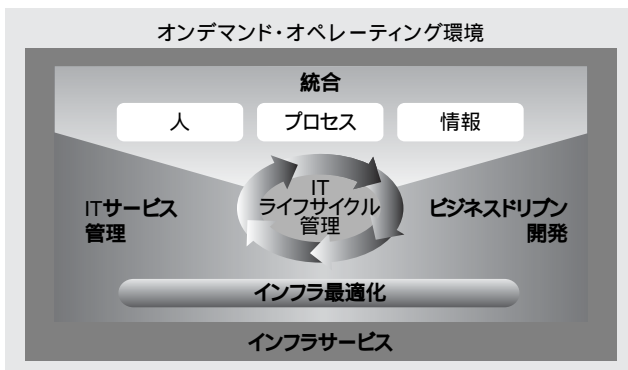 オンデマンド・オペレーティング環境
統合
人
プロセス
情報
IT
ライフサイクル
管理
ITサービス
管理
ビジネスドリブン
開発
インフラ最適化
インフラサービス